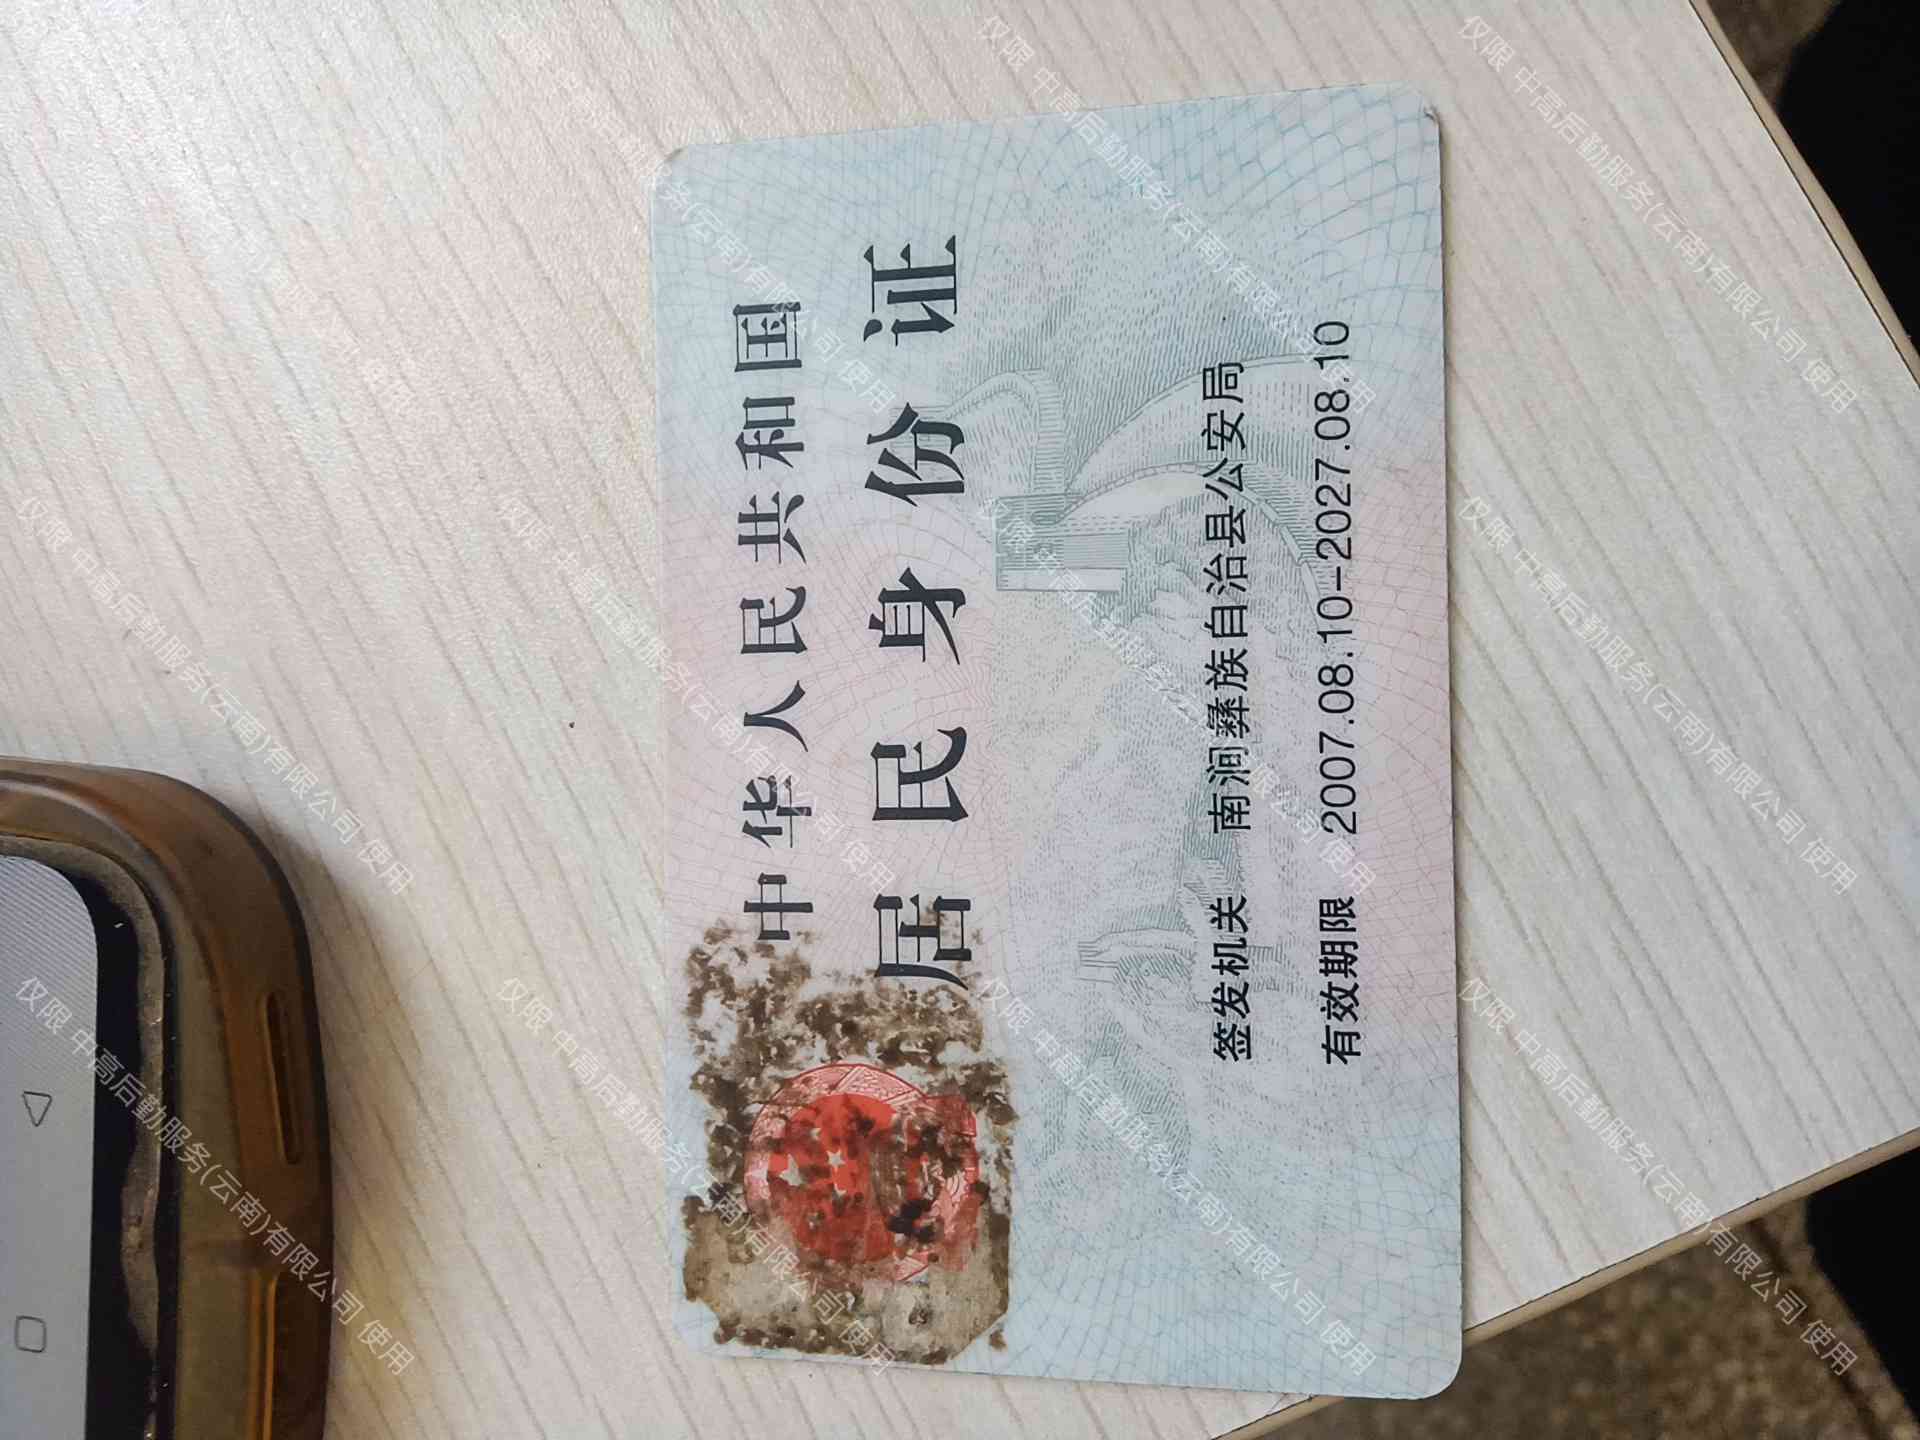 中华人民共和国
居民身份证
签发机关 南涧彝族自治县公安局
有效期限 2007.08.10-2027.08.10
仅限 中高后勤服务(云南)有限公司 使用